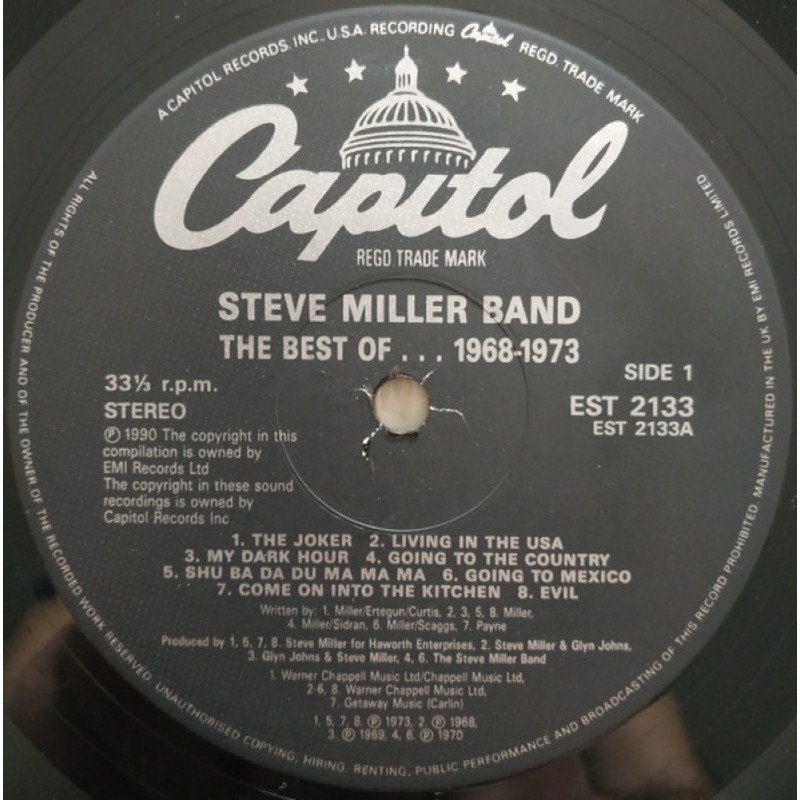 A CAPITOL RECORDS, INC., U.S.A. RECORDING Capitol REGD. TRADE MARK
Capitol
REGD. TRADE MARK
STEVE MILLER BAND
THE BEST OF . . . 1968-1973
33⅓ r.p.m.
STEREO
SIDE 1
EST 2133
EST 2133A
Ⓟ 1990 The copyright in this
compilation is owned by
EMI Records Ltd
The copyright in these sound
recordings is owned by
Capitol Records Inc
1. THE JOKER 2. LIVING IN THE USA
3. MY DARK HOUR 4. GOING TO THE COUNTRY
5. SHU BA DA DU MA MA MA 6. GOING TO MEXICO
7. COME ON INTO THE KITCHEN 8. EVIL
Written by: 1. Miller/Ertegun/Curtis, 2, 3, 5, 8. Miller,
4. Miller/Sidran, 6. Miller/Scaggs, 7. Payne
Produced by 1, 5, 7, 8. Steve Miller for Haworth Enterprises, 2. Steve Miller & Glyn Johns,
3. Glyn Johns & Steve Miller, 4, 6. The Steve Miller Band
1. Warner Chappell Music Ltd/Chappell Music Ltd,
2-6, 8. Warner Chappell Music Ltd,
7. Getaway Music (Carlin)
1, 5, 7, 8. Ⓟ 1973, 2. Ⓟ 1968,
3. Ⓟ 1969, 4, 6. Ⓟ 1970
ALL RIGHTS OF THE PRODUCER AND OF THE OWNER OF THE RECORDED WORK RESERVED. UNAUTHORISED COPYING, HIRING, RENTING, PUBLIC PERFORMANCE AND BROADCASTING OF THIS RECORD PROHIBITED. MANUFACTURED IN THE UK BY EMI RECORDS LIMITED